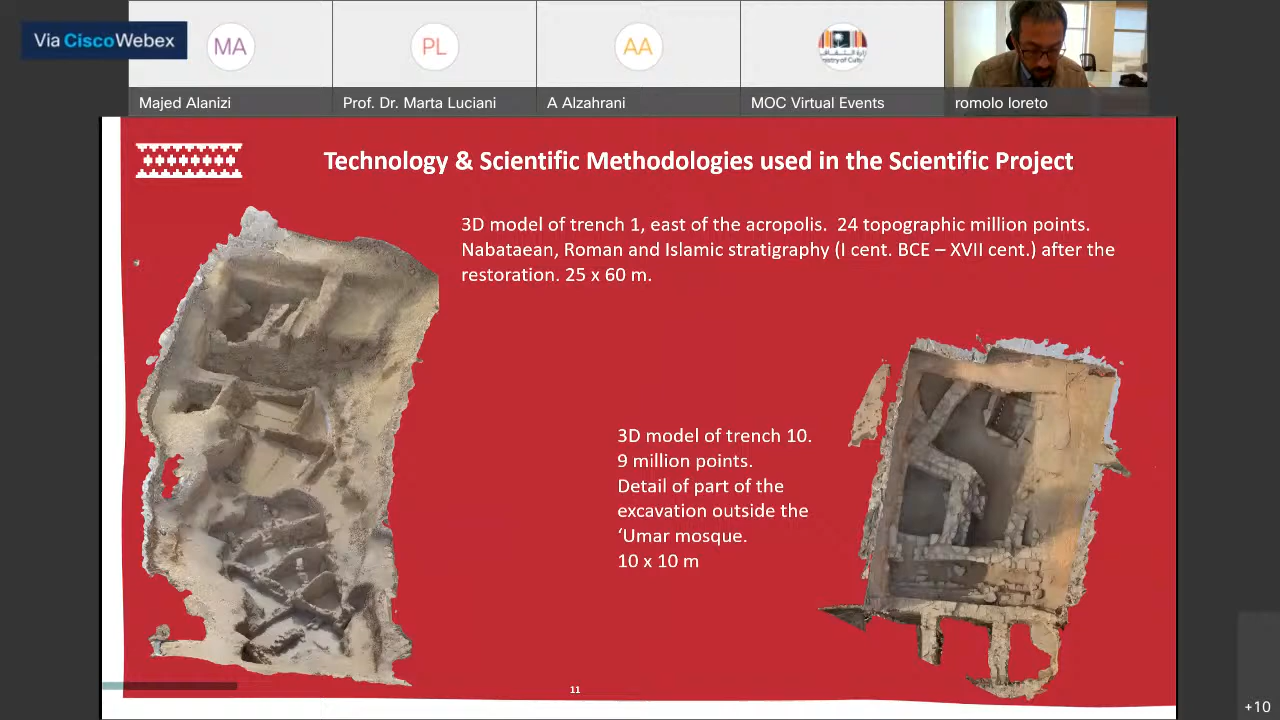 Via CiscoWebex
MA
PL
AA
Majed Alanizi
Prof. Dr. Marta Luciani
A Alzahrani
MOC Virtual Events
romolo loreto
Technology & Scientific Methodologies used in the Scientific Project
3D model of trench 1, east of the acropolis. 24 topographic million points.
Nabataean, Roman and Islamic stratigraphy (I cent. BCE – XVII cent.) after the
restoration. 25 x 60 m.
3D model of trench 10.
9 million points.
Detail of part of the
excavation outside the
‘Umar mosque.
10 x 10 m
11
+10